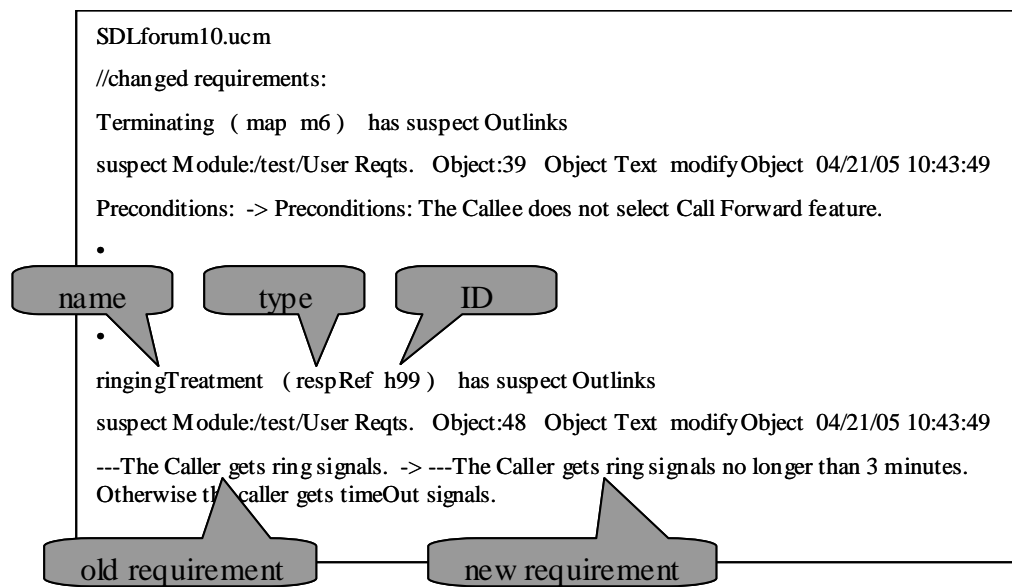 SDLforum10.ucm
//changed requirements:
Terminating ( map m6 ) has suspect Outlinks
suspect Module:/test/User Reqts. Object:39 Object Text modifyObject 04/21/05 10:43:49
Preconditions: -> Preconditions: The Callee does not select Call Forward feature.
•
name type ID
•
ringingTreatment ( respRef h99 ) has suspect Outlinks
suspect Module:/test/User Reqts. Object:48 Object Text modifyObject 04/21/05 10:43:49
---The Caller gets ring signals. -> ---The Caller gets ring signals no longer than 3 minutes.
Otherwise the caller gets timeOut signals.
old requirement new requirement